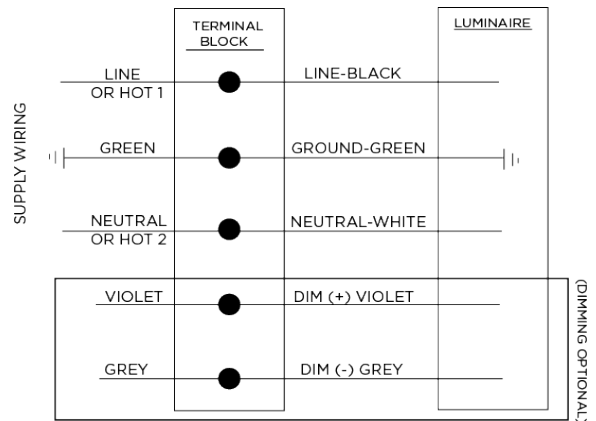 TERMINAL
BLOCK
LUMINAIRE
SUPPLY WIRING
LINE
OR HOT 1
LINE-BLACK
GREEN
GROUND-GREEN
NEUTRAL
OR HOT 2
NEUTRAL-WHITE
VIOLET
DIM (+) VIOLET
GREY
DIM (-) GREY
(DIMMING OPTIONAL)